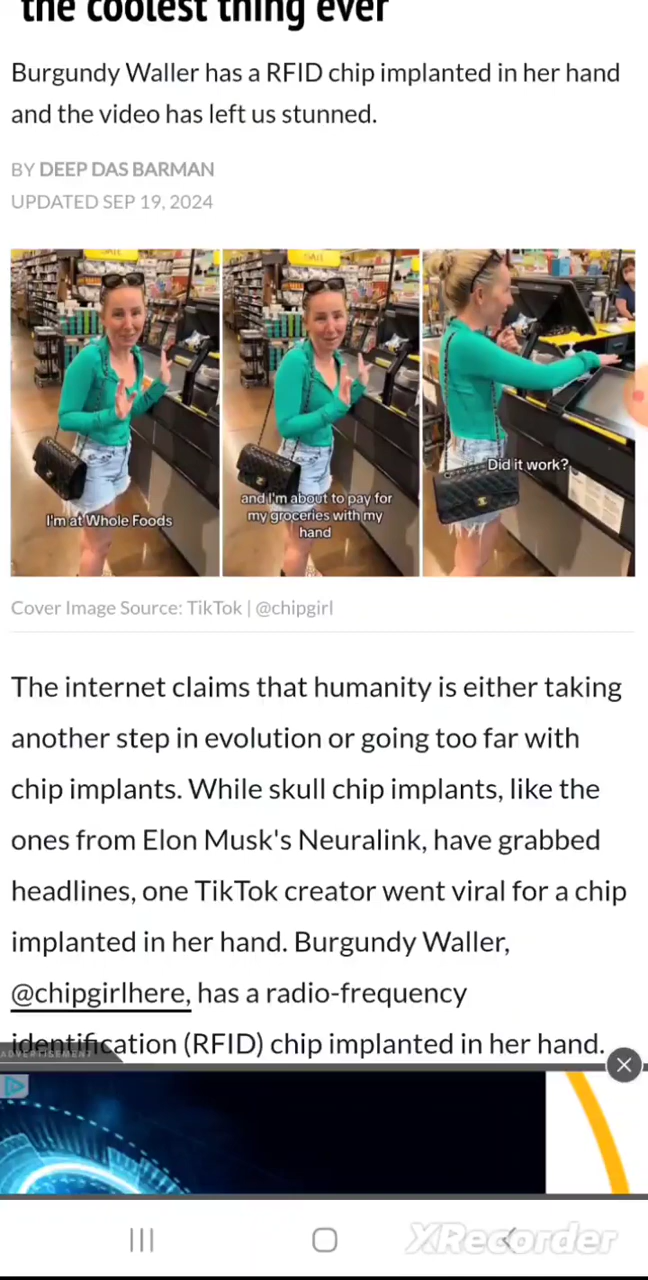 the coolest thing ever
Burgundy Waller has a RFID chip implanted in her hand
and the video has left us stunned.
BY DEEP DAS BARMAN
UPDATED SEP 19, 2024
SALE
SALE
I'm at Whole Foods
and I'm about to pay for
my groceries with my
hand
Did it work?
Cover Image Source: TikTok | @chipgirl
The internet claims that humanity is either taking
another step in evolution or going too far with
chip implants. While skull chip implants, like the
ones from Elon Musk's Neuralink, have grabbed
headlines, one TikTok creator went viral for a chip
implanted in her hand. Burgundy Waller,
@chipgirlhere, has a radio-frequency
identification (RFID) chip implanted in her hand.
ADVERTISEMENT
XRecorder